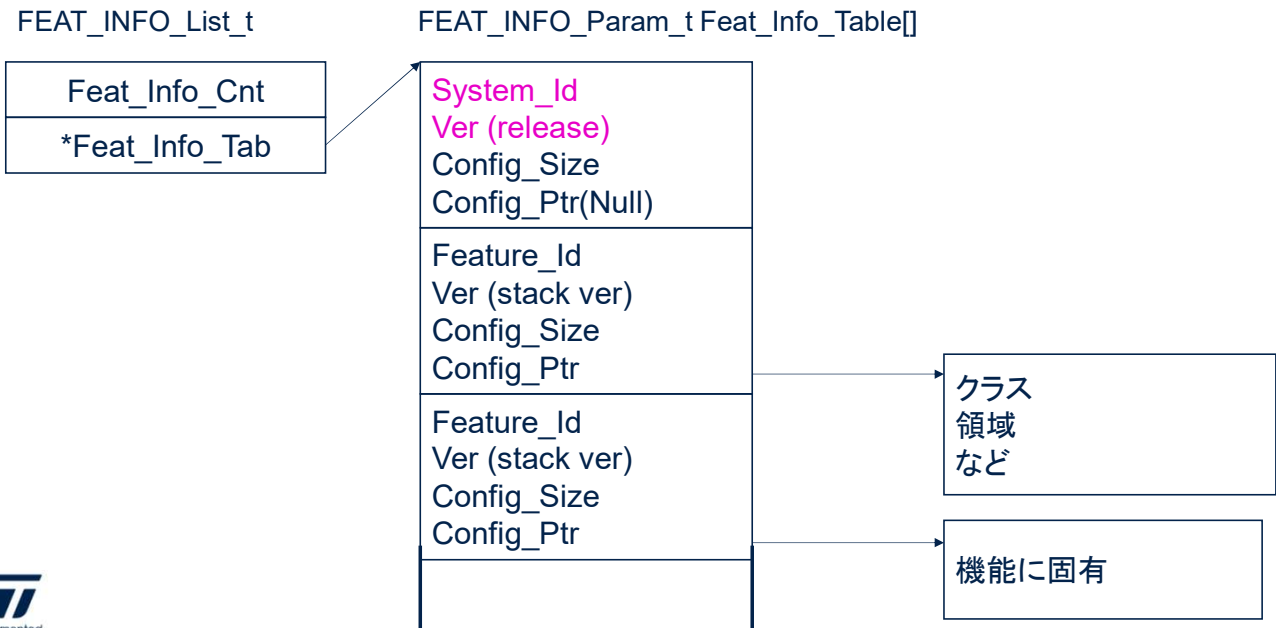 FEAT_INFO_List_t
FEAT_INFO_Param_t Feat_Info_Table[]
Feat_Info_Cnt
*Feat_Info_Tab
System_Id
Ver (release)
Config_Size
Config_Ptr(Null)
Feature_Id
Ver (stack ver)
Config_Size
Config_Ptr
クラス
領域
など
Feature_Id
Ver (stack ver)
Config_Size
Config_Ptr
機能に固有